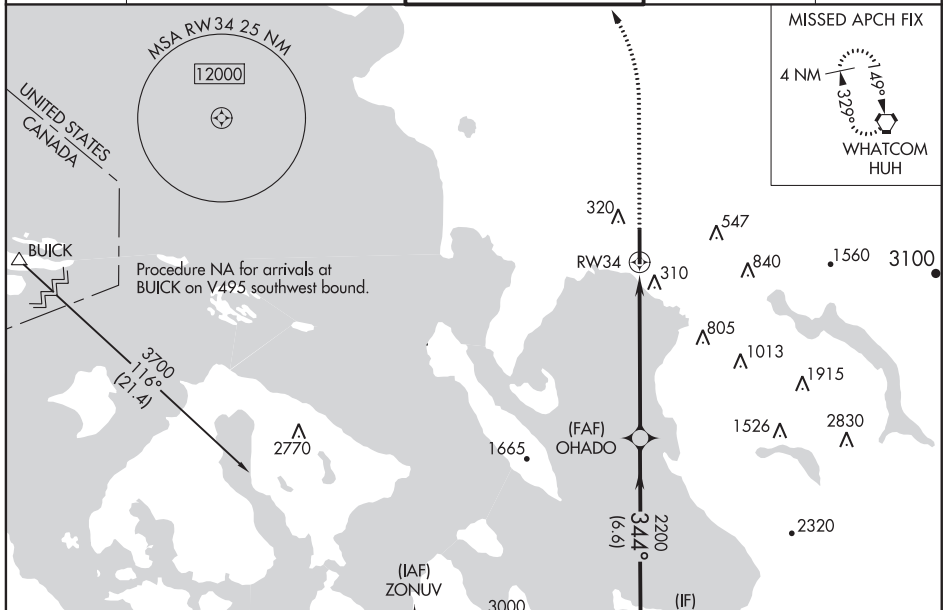 MSA RW34 25 NM
12000
MISSED APCH FIX
4 NM
149°
329°
WHATCOM
HUH
UNITED STATES
CANADA
BUICK
Procedure NA for arrivals at
BUICK on V495 southwest bound.
320
547
RW34
310
840
1560
3100
805
1013
1915
3700
116°
(21.4)
2770
1665
(FAF)
OHADO
1526
2830
2200
344°
(6.6)
2320
(IAF)
ZONUV
3000
(IF)